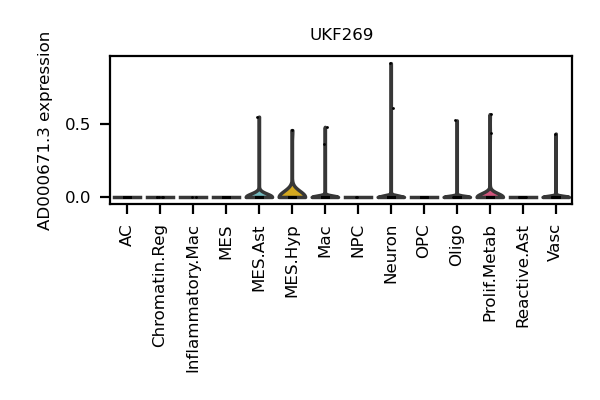 UKF269
AD000671.3 expression
0.5
0.0
AC
Chromatin.Reg
Inflammatory.Mac
MES
MES.Ast
MES.Hyp
Mac
NPC
Neuron
OPC
Oligo
Prolif.Metab
Reactive.Ast
Vasc